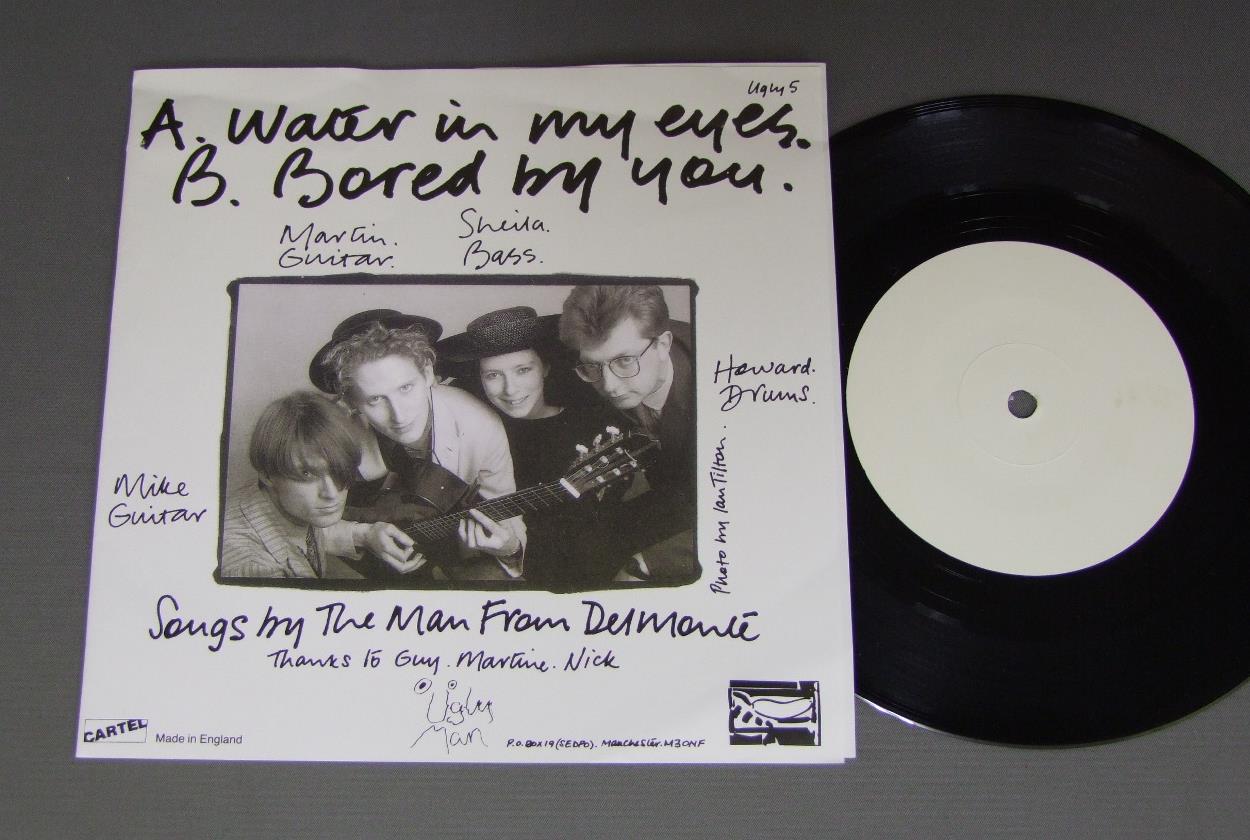 Ugly 5
A. Water in my eyes.
B. Bored by you.
Martin.
Guitar.
Sheila.
Bass.
Howard.
Drums.
Mike
Guitar
Photo by Ian Tilton.
Songs by The Man From Delmonté
Thanks to Guy. Martine. Nick
Ugly
Man
CARTEL
Made in England
P.O. Box 19 (SEDPO). Manchester. M3 0NF